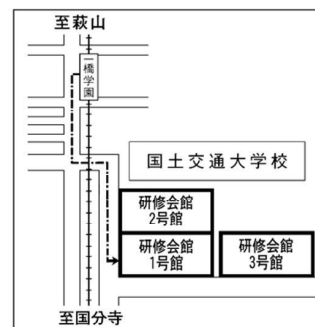 至萩山
一橋学園
国土交通大学校
研修会館
2号館
研修会館
1号館
研修会館
3号館
至国分寺